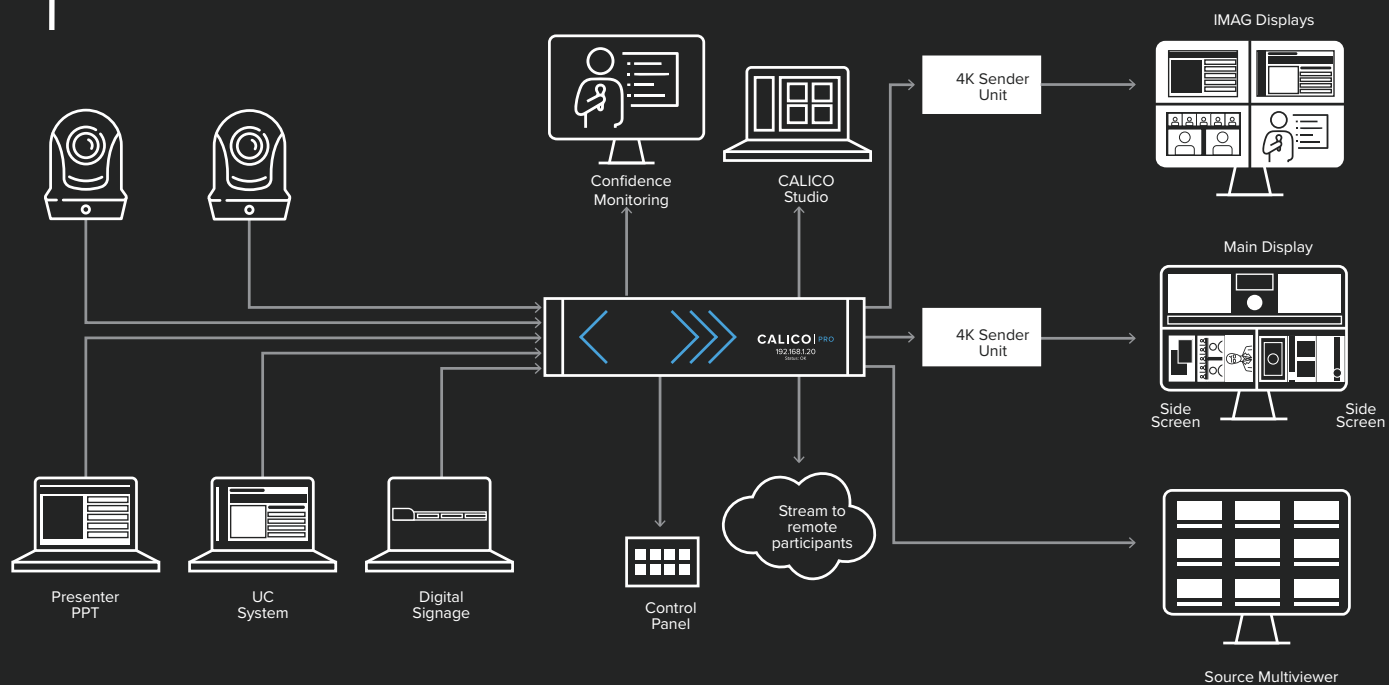 IMAG Displays
4K Sender
Unit
Confidence
Monitoring
CALICO
Studio
Main Display
CALICO PRO
192.168.1.20
Status: OK
4K Sender
Unit
Side
Screen
Side
Screen
Stream to
remote
participants
Presenter
PPT
UC
System
Digital
Signage
Control
Panel
Source Multiviewer